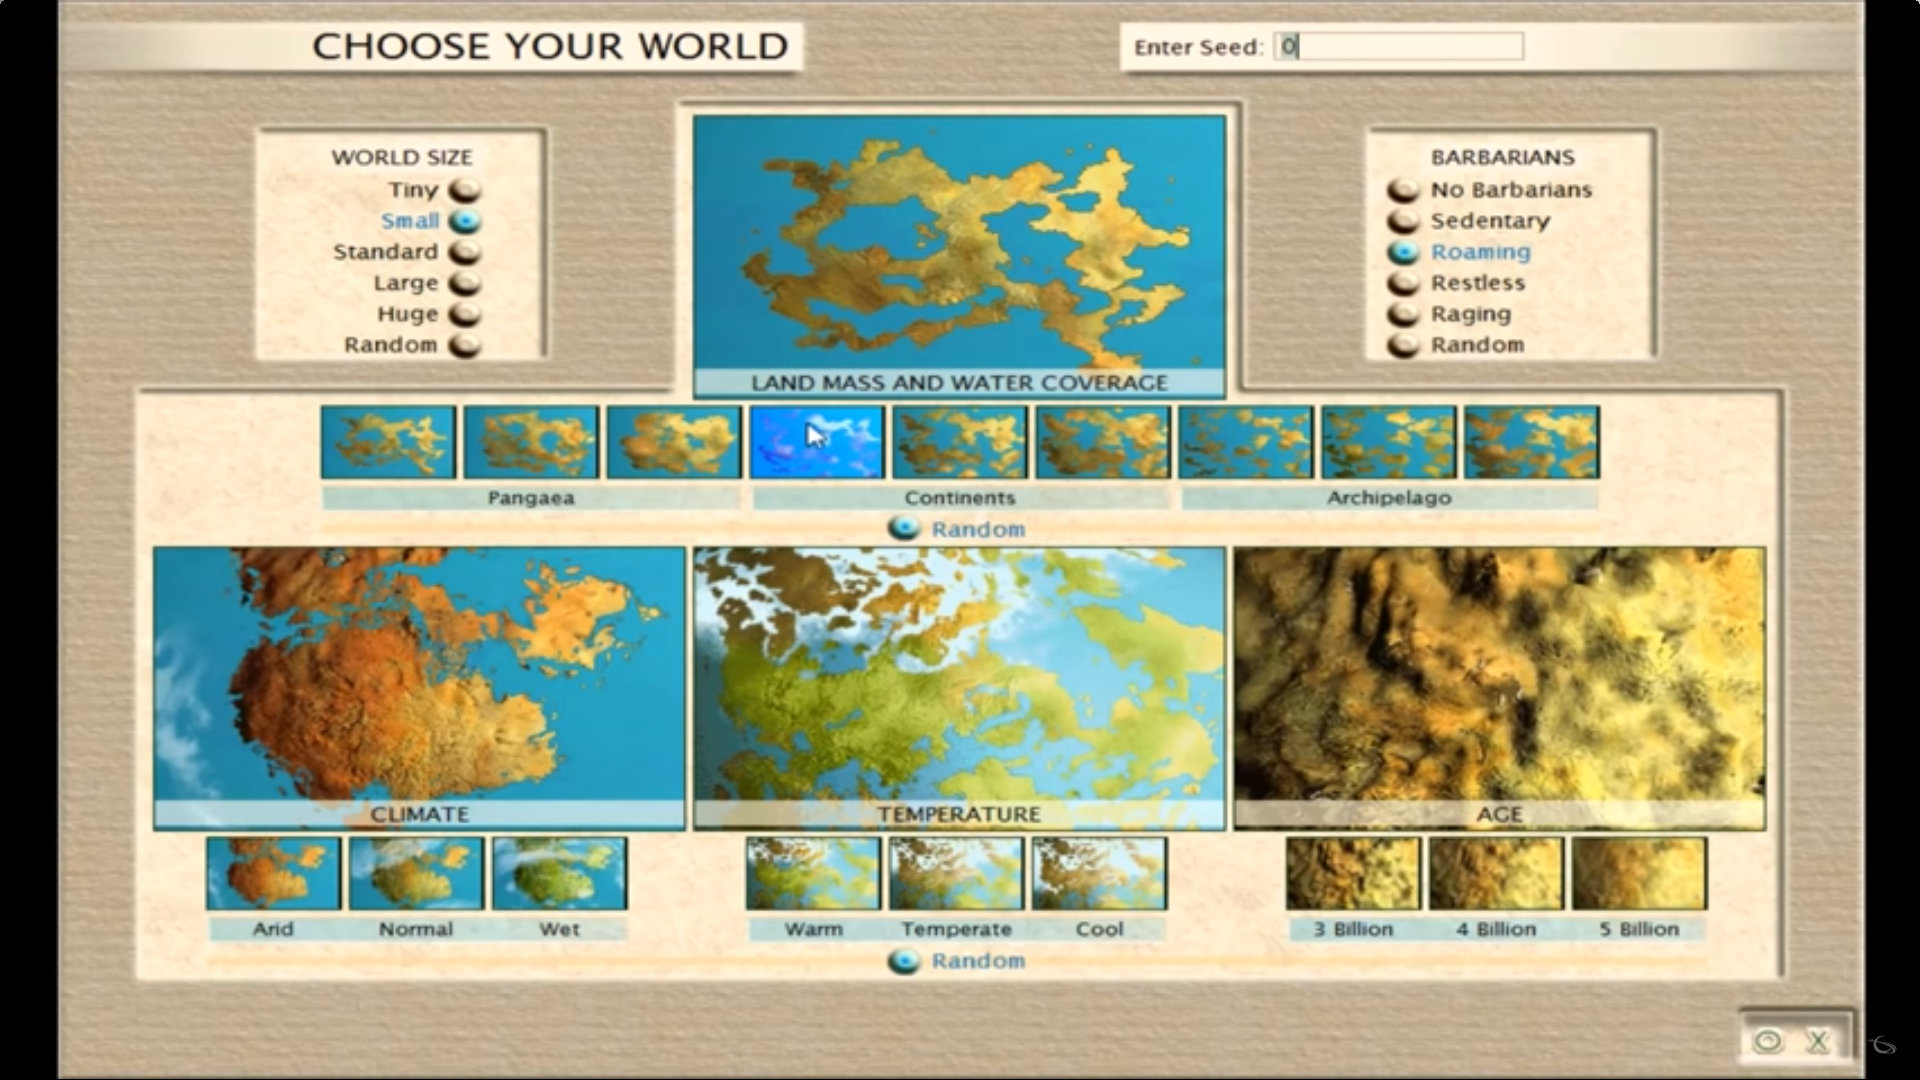 CHOOSE YOUR WORLD
Enter Seed: 0
WORLD SIZE
Tiny
Small
Standard
Large
Huge
Random
BARBARIANS
No Barbarians
Sedentary
Roaming
Restless
Raging
Random
LAND MASS AND WATER COVERAGE
Pangaea
Continents
Archipelago
Random
CLIMATE
TEMPERATURE
AGE
Arid
Normal
Wet
Warm
Temperate
Cool
3 Billion
4 Billion
5 Billion
Random